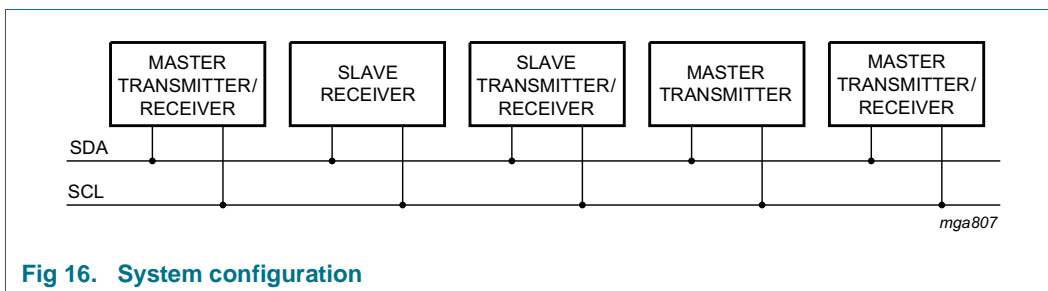 MASTER
TRANSMITTER/
RECEIVER
SLAVE
RECEIVER
SLAVE
TRANSMITTER/
RECEIVER
MASTER
TRANSMITTER
MASTER
TRANSMITTER/
RECEIVER
SDA
SCL
mga807
Fig 16. System configuration